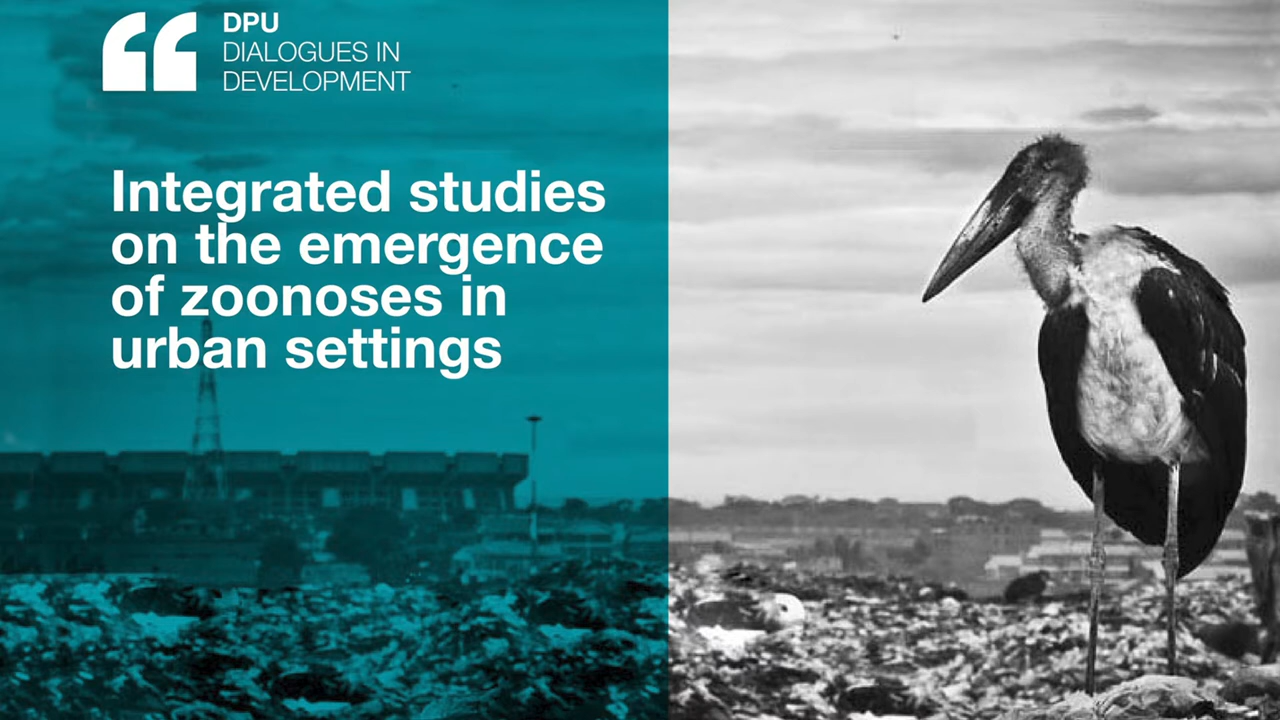 DPU
DIALOGUES IN
DEVELOPMENT
Integrated studies
on the emergence
of zoonoses in
urban settings